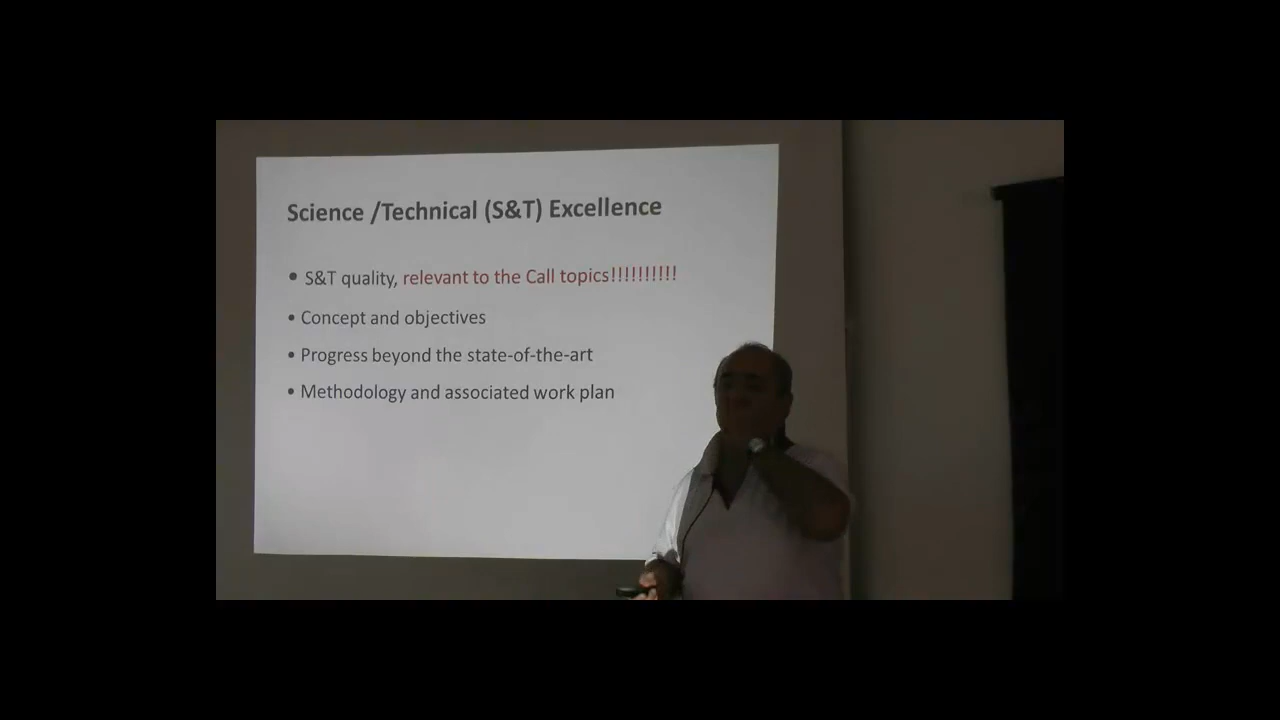 Science /Technical (S&T) Excellence
• S&T quality, relevant to the Call topics!!!!!!!!!!
• Concept and objectives
• Progress beyond the state-of-the-art
• Methodology and associated work plan